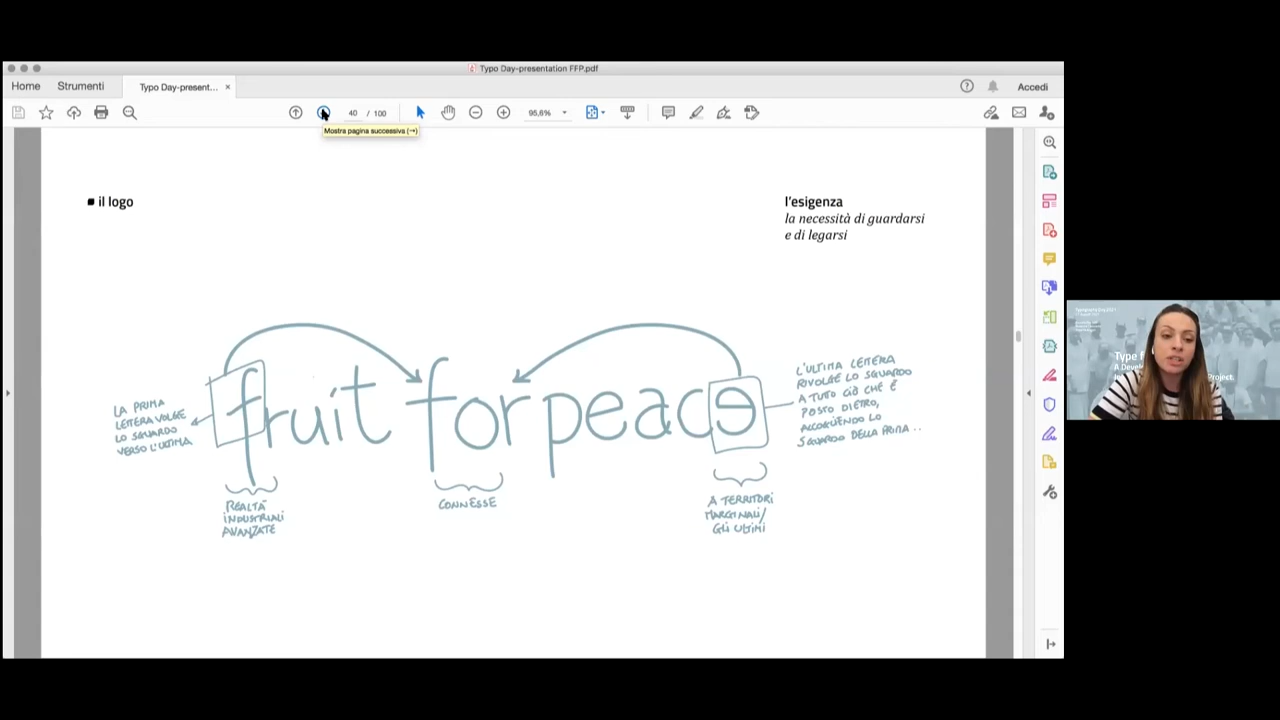 Typo Day-presentation FFP.pdf
Home
Strumenti
Typo Day-present...
Accedi
40 / 100
95,6%
Mostra pagina successiva (→)
il logo
l'esigenza
la necessità di guardarsi
e di legarsi
fruit for peace
LA PRIMA
LETTERA VOLGE
LO SGUARDO
VERSO L'ULTIMA
L'ULTIMA LETTERA
RIVOLGE LO SGUARDO
A TUTTO CIÒ CHE È
POSTO DIETRO,
ACCOGLIENDO LO
SGUARDO DELLA PRIMA..
REALTÀ
INDUSTRIALI
AVANZATE
CONNESSE
A TERRITORI
MARGINALI/
GLI ULTIMI
Type f
A Develo
Project.